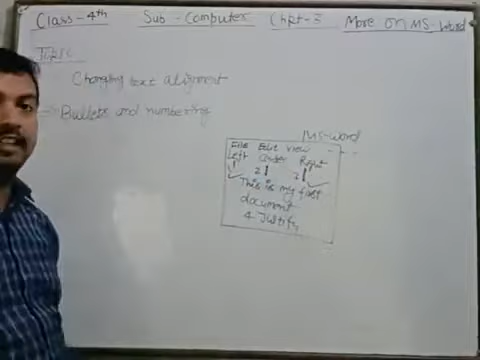 Class-4th Sub-Computer Chpt-3 More on MS-Word
Topic
Changing text alignment
Bullets and numbering
MS-Word
File Edit View - - -
Left Center Right
1 2 3
This is my first
document
4 Justify